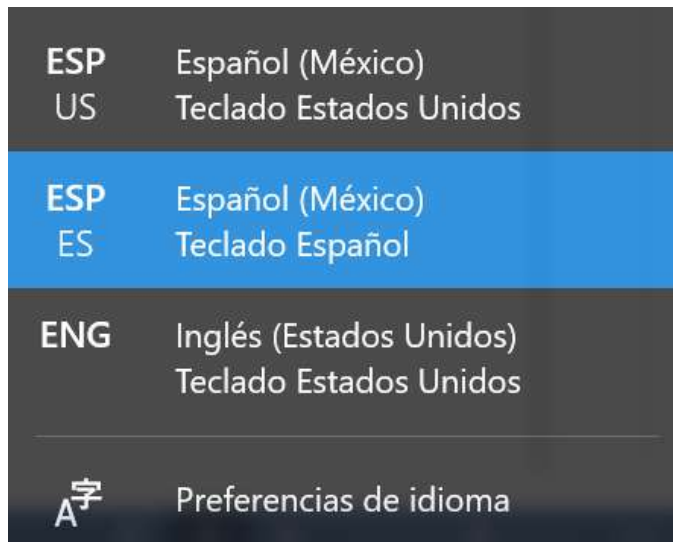 ESP Español (México)
US Teclado Estados Unidos
ESP Español (México)
ES Teclado Español
ENG Inglés (Estados Unidos)
Teclado Estados Unidos
A字 Preferencias de idioma